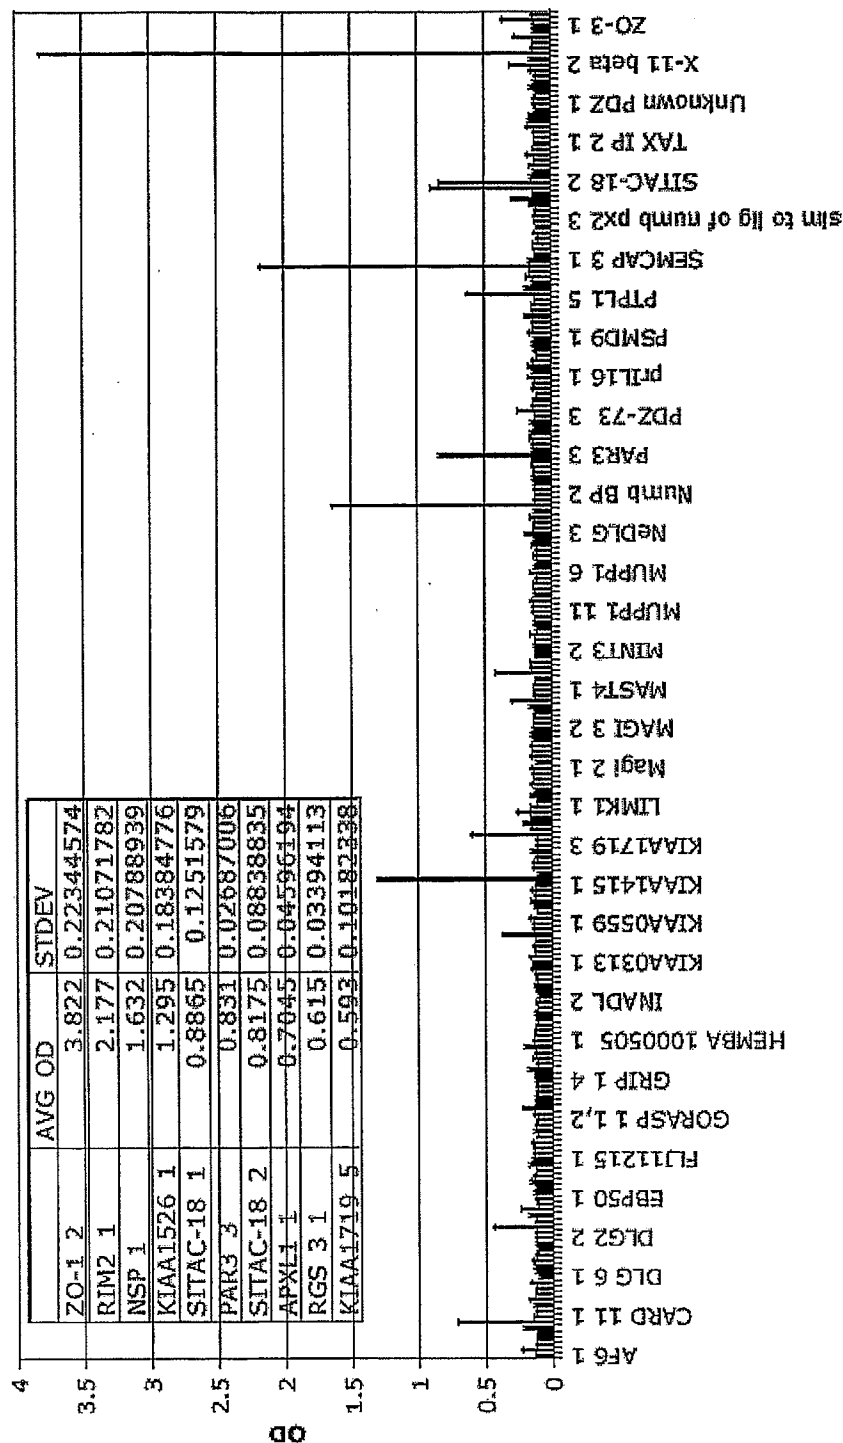 AVG OD STDEV
ZO-1 2 3.822 0.22344574
RIM2 1 2.177 0.21071782
NSP 1 1.632 0.20788939
KIAA1526 1 1.295 0.18384776
SITAC-18 1 0.8865 0.1251579
PAR3 3 0.831 0.02687006
SITAC-18 2 0.8175 0.08838835
APXL1 1 0.7045 0.04596194
RGS 3 1 0.615 0.03394113
KIAA1719 5 0.593 0.10182338
OD
4
3.5
3
2.5
2
1.5
1
0.5
0
AF6 1
CARD 11 1
DLG 6 1
DLG2 2
EBP50 1
FLJ11215 1
GORASP 1 1,2
GRIP 1 4
HEMBA 1000505 1
INADL 2
KIAA0313 1
KIAA0559 1
KIAA1415 1
KIAA1719 3
LIMK1 1
Magi 2 1
MAGI 3 2
MAST4 1
MINT3 2
MUPP1 11
MUPP1 6
NeDLG 3
Numb BP 2
PAR3 3
PDZ-73 3
prIL16 1
PSMD9 1
PTPL1 5
SEMCAP 3 1
sim to lig of numb px2 3
SITAC-18 2
TAX IP 2 1
Unknown PDZ 1
X-11 beta 2
ZO-3 1